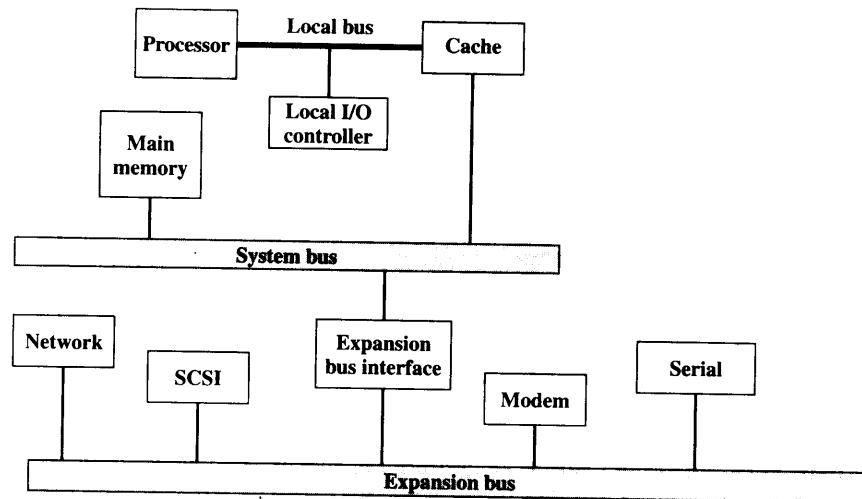 Local bus
Processor
Cache
Local I/O
controller
Main
memory
System bus
Network
SCSI
Expansion
bus interface
Modem
Serial
Expansion bus